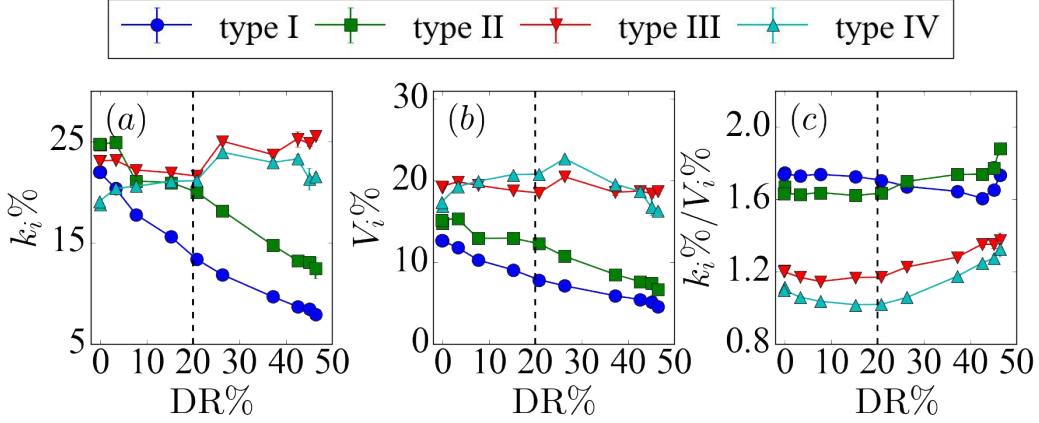 type I type II type III type IV
(a) (b) (c)
25
15
5
k_i%
0 10 20 30 40 50
DR%
30
20
10
0
V_i%
0 10 20 30 40 50
DR%
2.0
1.6
1.2
0.8
k_i%/V_i%
0 10 20 30 40 50
DR%